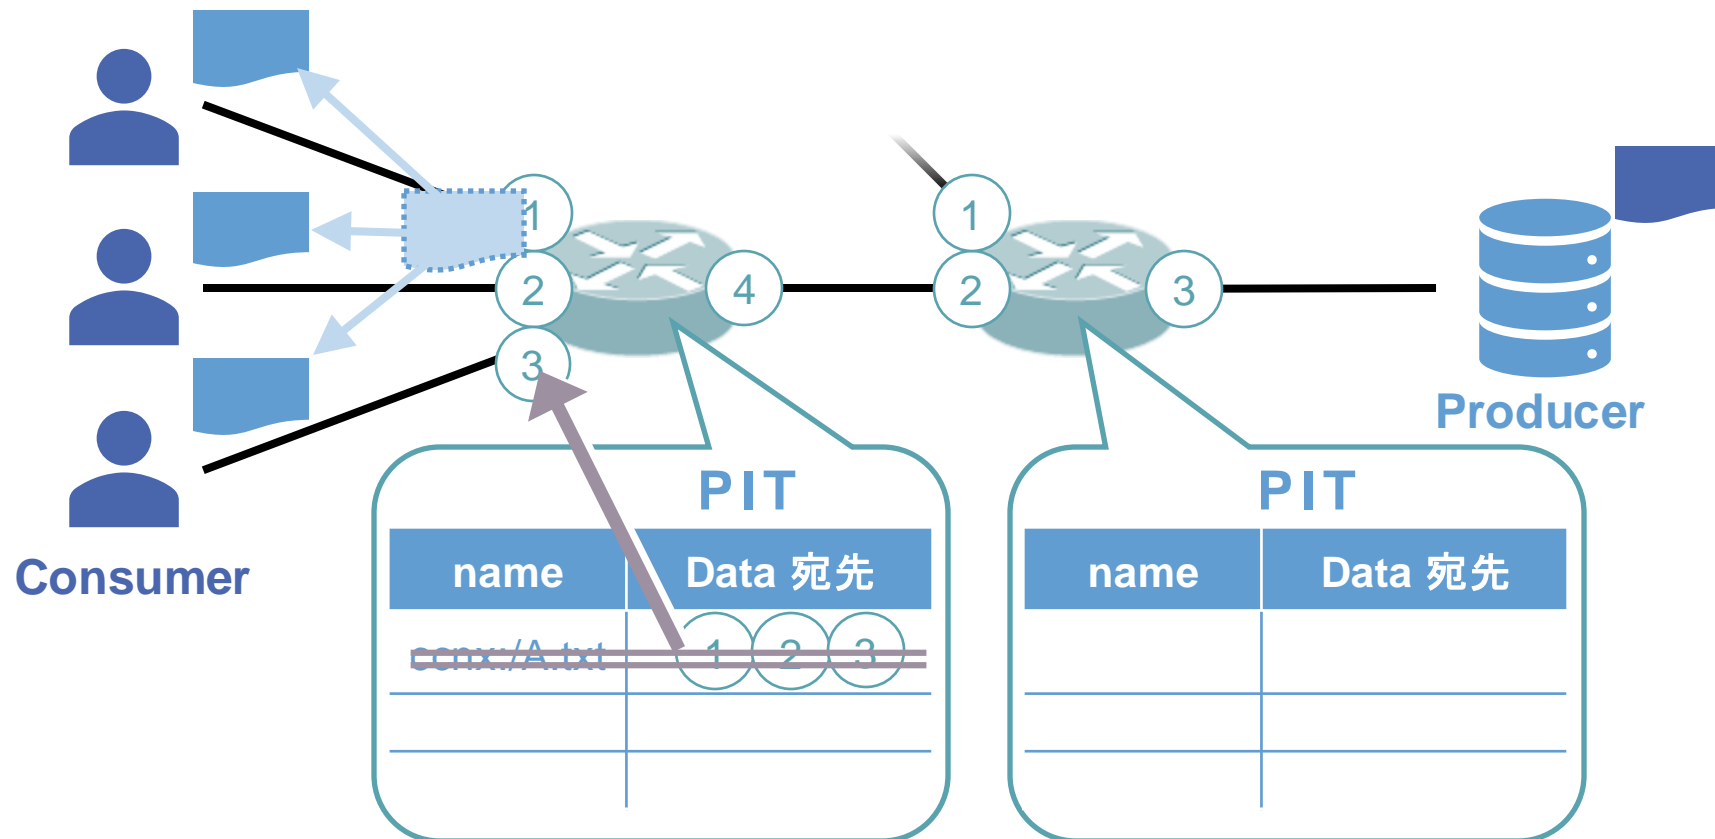 1
2
3
4
1
2
3
Producer
Consumer
PIT
name Data 宛先
ccnx:/A.txt 1 2 3
PIT
name Data 宛先